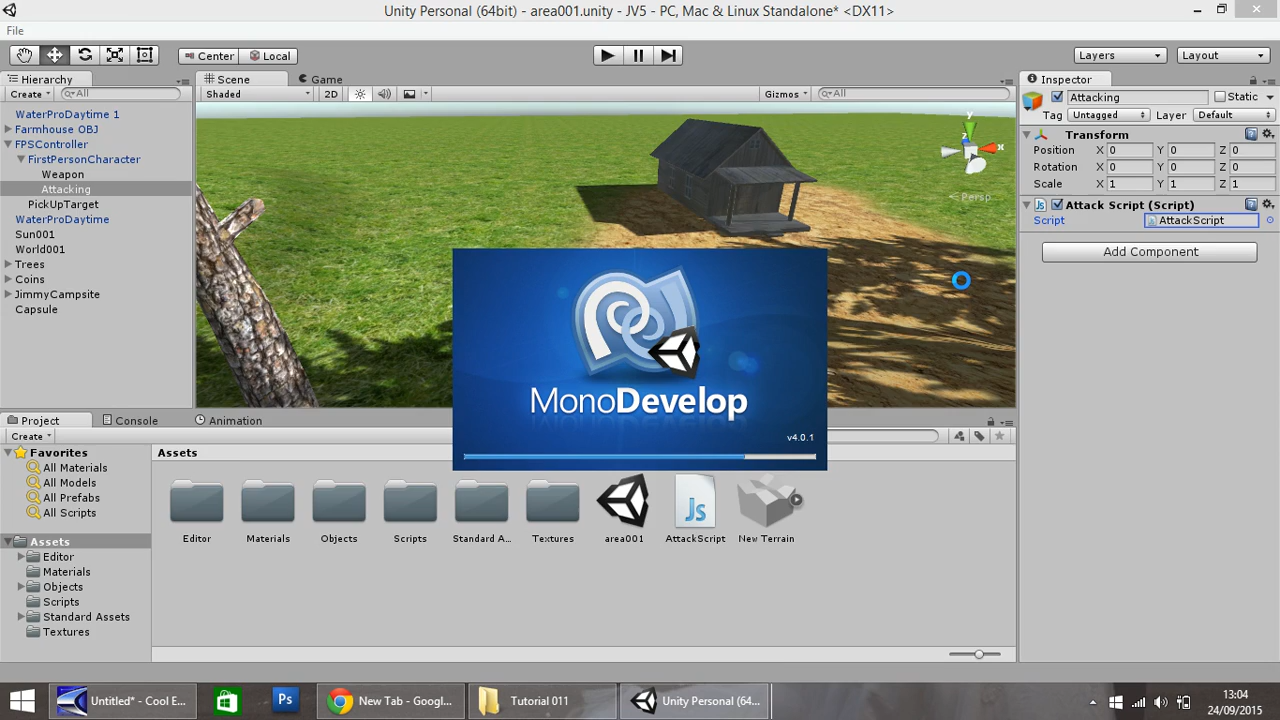 Unity Personal (64bit) - area001.unity - JV5 - PC, Mac & Linux Standalone* <DX11>
File
Center
Local
Layers
Layout
Hierarchy
Create
All
WaterProDaytime 1
Farmhouse OBJ
FPSController
FirstPersonCharacter
Weapon
Attacking
PickUpTarget
WaterProDaytime
Sun001
World001
Trees
Coins
JimmyCampsite
Capsule
Scene
Game
Shaded
2D
Gizmos
All
y
z
x
Persp
MonoDevelop
v4.0.1
Inspector
Attacking
Static
Tag
Untagged
Layer
Default
Transform
Position X 0 Y 0 Z 0
Rotation X 0 Y 0 Z 0
Scale X 1 Y 1 Z 1
Js
Attack Script (Script)
Script
AttackScript
Add Component
Project
Console
Animation
Create
Favorites
All Materials
All Models
All Prefabs
All Scripts
Assets
Editor
Materials
Objects
Scripts
Standard Assets
Textures
Assets
Js
Editor
Materials
Objects
Scripts
Standard A...
Textures
area001
AttackScript
New Terrain
Untitled* - Cool E...
Ps
New Tab - Googl...
Tutorial 011
Unity Personal (64...
13:04
24/09/2015